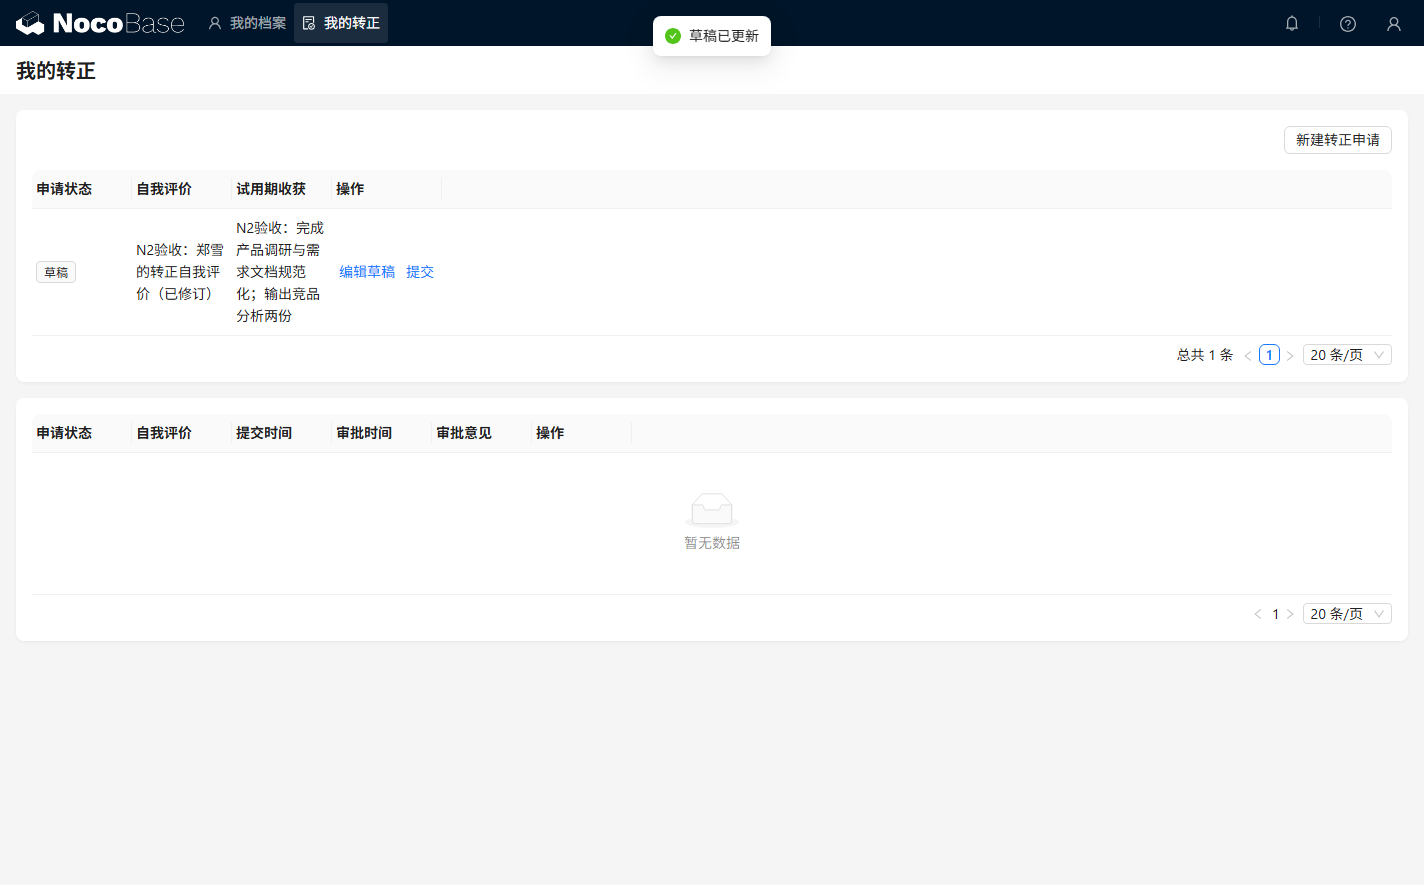 NocoBase 我的档案 我的转正
草稿已更新
我的转正
新建转正申请
申请状态 自我评价 试用期收获 操作
草稿
N2验收：郑雪
的转正自我评
价（已修订）
N2验收：完成
产品调研与需
求文档规范
化；输出竞品
分析两份
编辑草稿 提交
总共 1 条 1 20 条/页
申请状态 自我评价 提交时间 审批时间 审批意见 操作
暂无数据
1 20 条/页